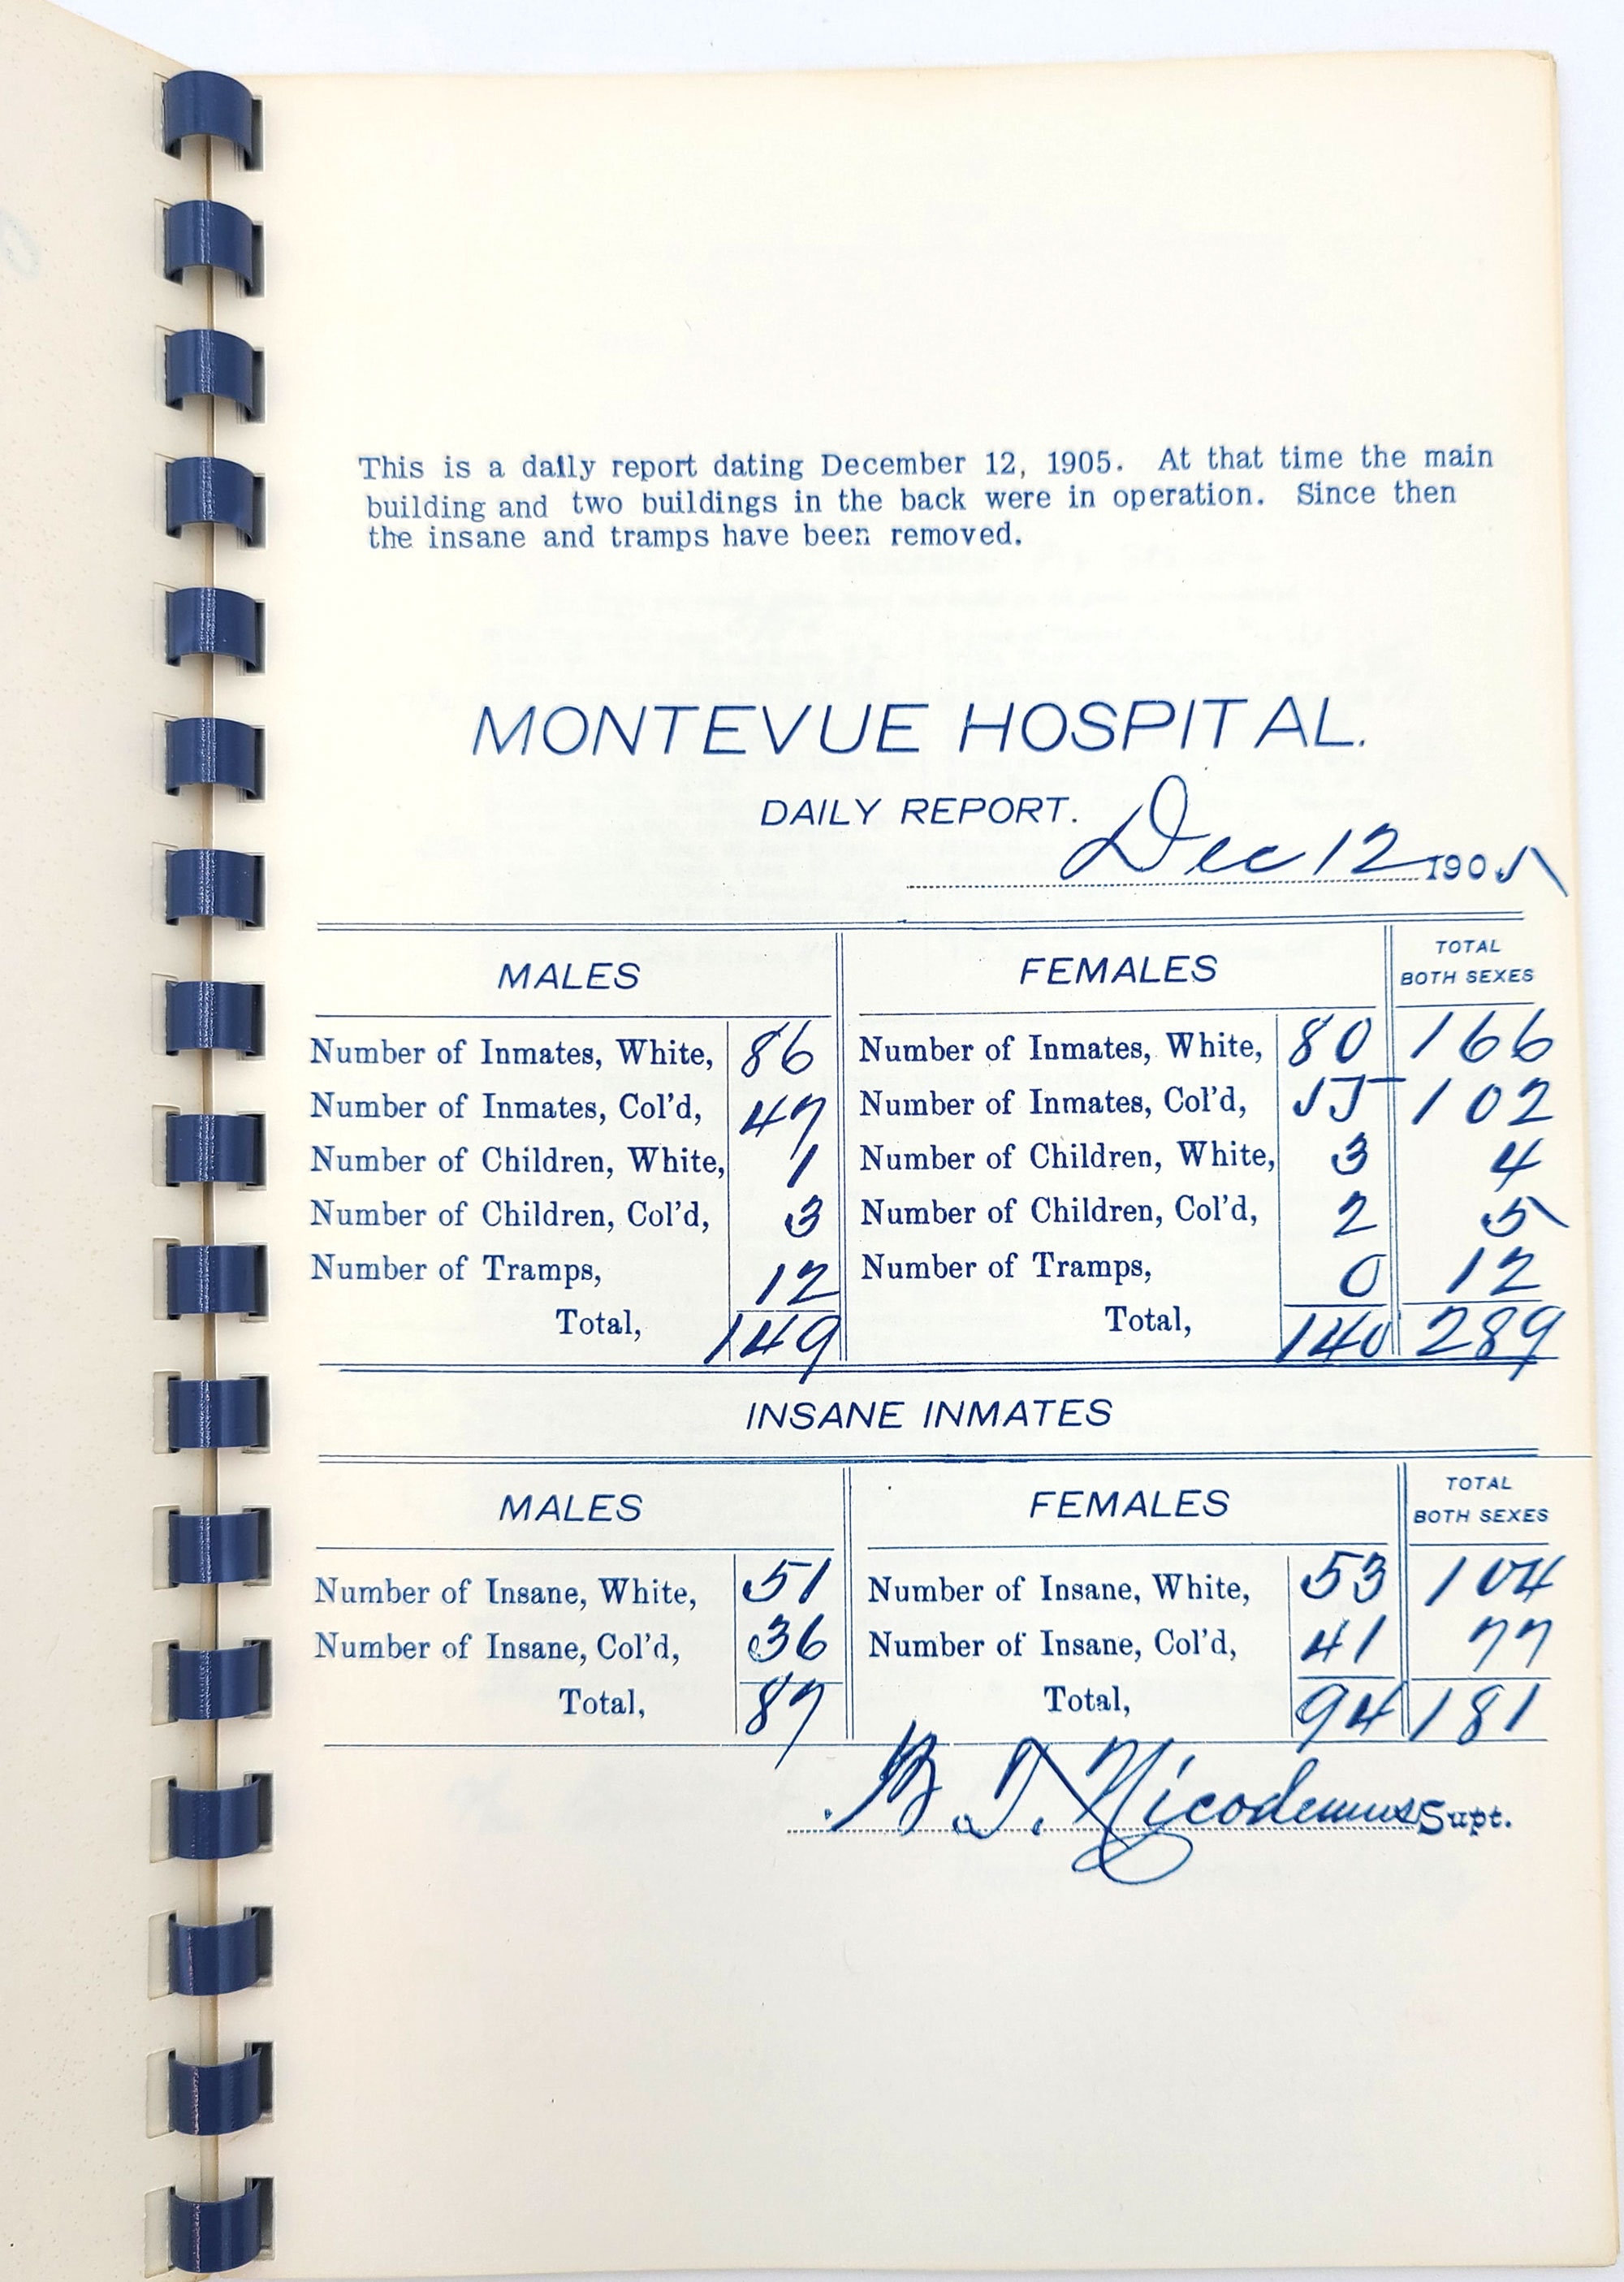 This is a daily report dating December 12, 1905. At that time the main
building and two buildings in the back were in operation. Since then
the insane and tramps have been removed.
MONTEVUE HOSPITAL.
DAILY REPORT.
Dec 12 1905
MALES FEMALES TOTAL BOTH SEXES
Number of Inmates, White, 86 Number of Inmates, White, 80 166
Number of Inmates, Col'd, 47 Number of Inmates, Col'd, 55 102
Number of Children, White, 1 Number of Children, White, 3 4
Number of Children, Col'd, 3 Number of Children, Col'd, 2 5
Number of Tramps, 12 Number of Tramps, 0 12
Total, 149 Total, 140 289
INSANE INMATES
MALES FEMALES TOTAL BOTH SEXES
Number of Insane, White, 51 Number of Insane, White, 53 104
Number of Insane, Col'd, 36 Number of Insane, Col'd, 41 77
Total, 87 Total, 94 181
Nicodemus Supt.